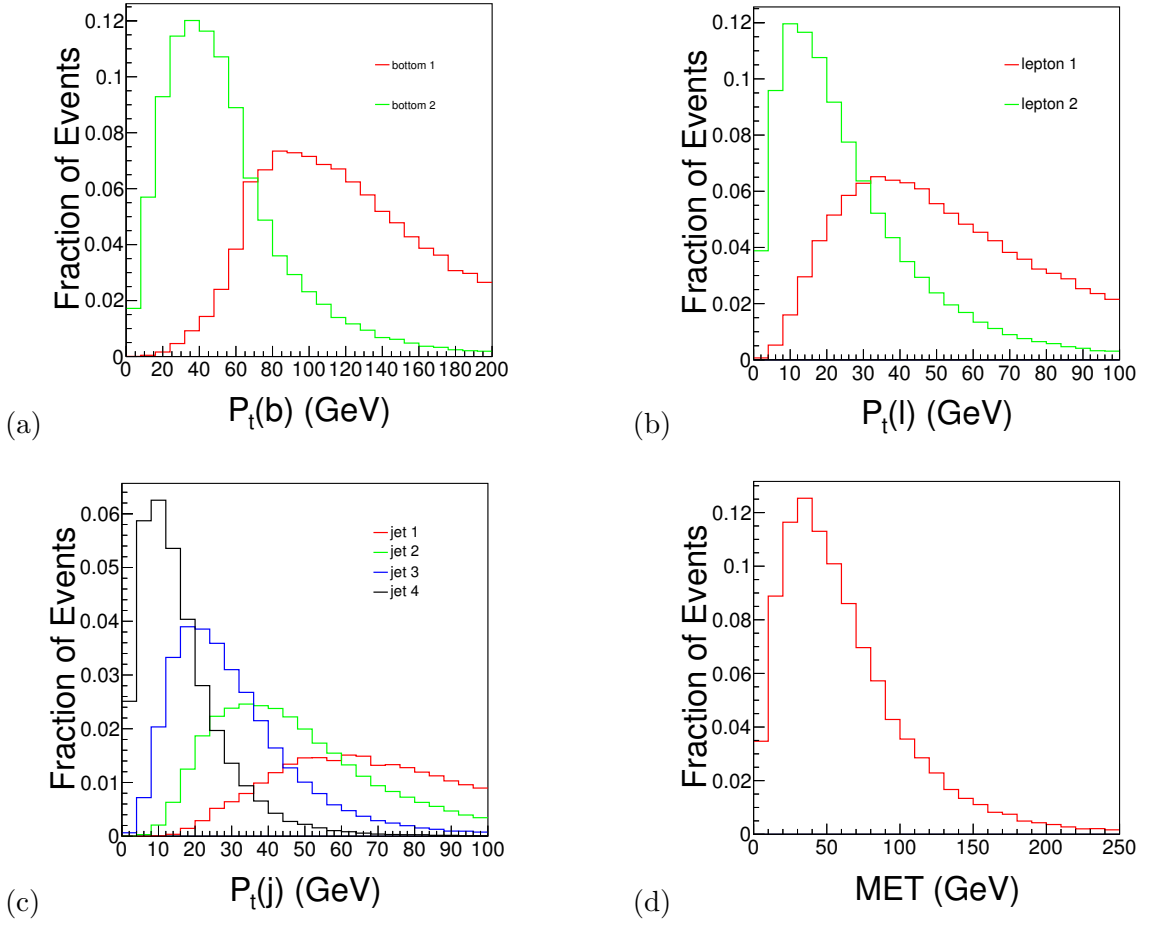 0.12
0.1
0.08
0.06
0.04
0.02
0
Fraction of Events
bottom 1
bottom 2
0 20 40 60 80 100 120 140 160 180 200
P_t(b) (GeV)
(a)
0.12
0.1
0.08
0.06
0.04
0.02
0
Fraction of Events
lepton 1
lepton 2
0 10 20 30 40 50 60 70 80 90 100
P_t(l) (GeV)
(b)
0.06
0.05
0.04
0.03
0.02
0.01
0
Fraction of Events
jet 1
jet 2
jet 3
jet 4
0 10 20 30 40 50 60 70 80 90 100
P_t(j) (GeV)
(c)
0.12
0.1
0.08
0.06
0.04
0.02
0
Fraction of Events
0 50 100 150 200 250
MET (GeV)
(d)